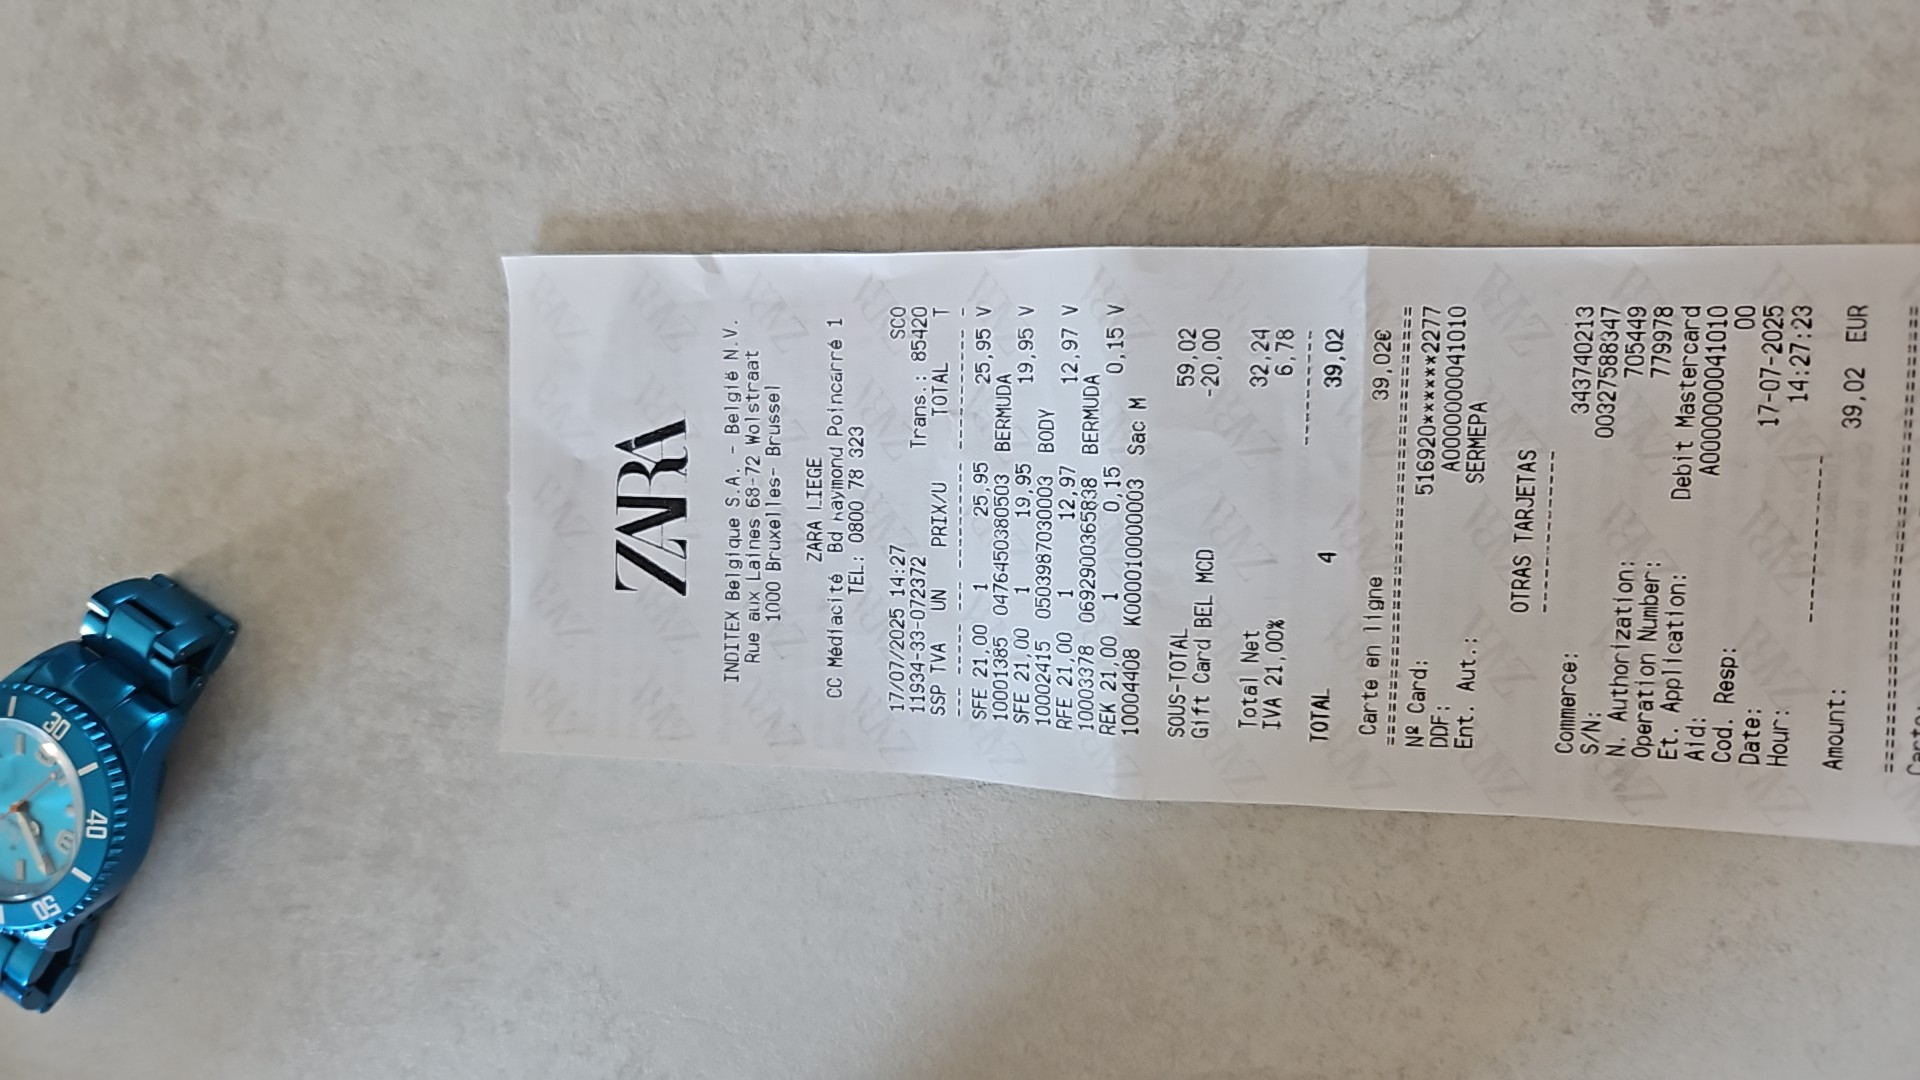 ZARA
INDITEX Belgique S.A. - België N.V.
Rue aux Laines 68-72 Wolstraat
1000 Bruxelles- Brussel
ZARA LIEGE
CC Médiacité Bd Raymond Poincarré 1
TEL: 0800 78 323
17/07/2025 14:27 SCO
11934-33-072372 Trans.: 85420
SSP TVA UN PRIX/U TOTAL T
--- --- --- --------- --------- -
SFE 21,00 1 25,95 25,95 V
10001385 0476450380503 BERMUDA
SFE 21,00 1 19,95 19,95 V
10002415 0503987030003 BODY
RFE 21,00 1 12,97 12,97 V
10003378 0692900365838 BERMUDA
REK 21,00 1 0,15 0,15 V
10004408 K000010000003 Sac M
SOUS-TOTAL 59,02
Gift Card BEL MCD -20,00
Total Net 32,24
IVA 21,00% 6,78
----------
TOTAL 4 39,02
Carte en ligne 39,02€
===================================
Nº Card: 516920******2277
DDF: A0000000041010
Ent. Aut.: SERMEPA
OTRAS TARJETAS
--------------
Commerce: 343740213
S/N: 00327588347
N. Authorization: 705449
Operation Number: 779978
Et. Application: Debit Mastercard
Aid: A0000000041010
Cod. Resp: 00
Date: 17-07-2025
Hour: 14:27:23
--------------
Amount: 39,02 EUR
===================================
30
40
50